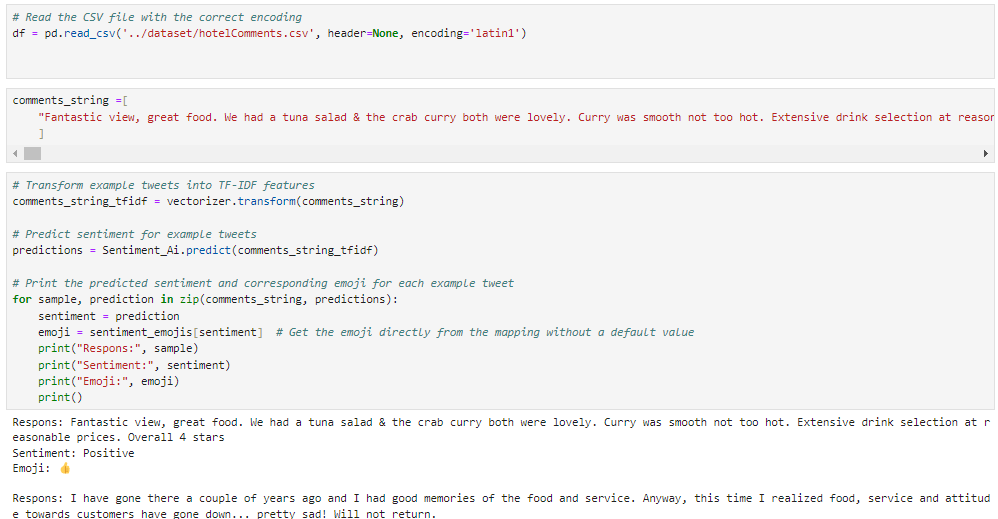 # Read the CSV file with the correct encoding
df = pd.read_csv('../dataset/hotelComments.csv', header=None, encoding='latin1')
comments_string =[
"Fantastic view, great food. We had a tuna salad & the crab curry both were lovely. Curry was smooth not too hot. Extensive drink selection at reason
]
# Transform example tweets into TF-IDF features
comments_string_tfidf = vectorizer.transform(comments_string)
# Predict sentiment for example tweets
predictions = Sentiment_Ai.predict(comments_string_tfidf)
# Print the predicted sentiment and corresponding emoji for each example tweet
for sample, prediction in zip(comments_string, predictions):
sentiment = prediction
emoji = sentiment_emojis[sentiment]  # Get the emoji directly from the mapping without a default value
print("Respons:", sample)
print("Sentiment:", sentiment)
print("Emoji:", emoji)
print()
Respons: Fantastic view, great food. We had a tuna salad & the crab curry both were lovely. Curry was smooth not too hot. Extensive drink selection at r
easonable prices. Overall 4 stars
Sentiment: Positive
Emoji: 👍
Respons: I have gone there a couple of years ago and I had good memories of the food and service. Anyway, this time I realized food, service and attitud
e towards customers have gone down... pretty sad! Will not return.